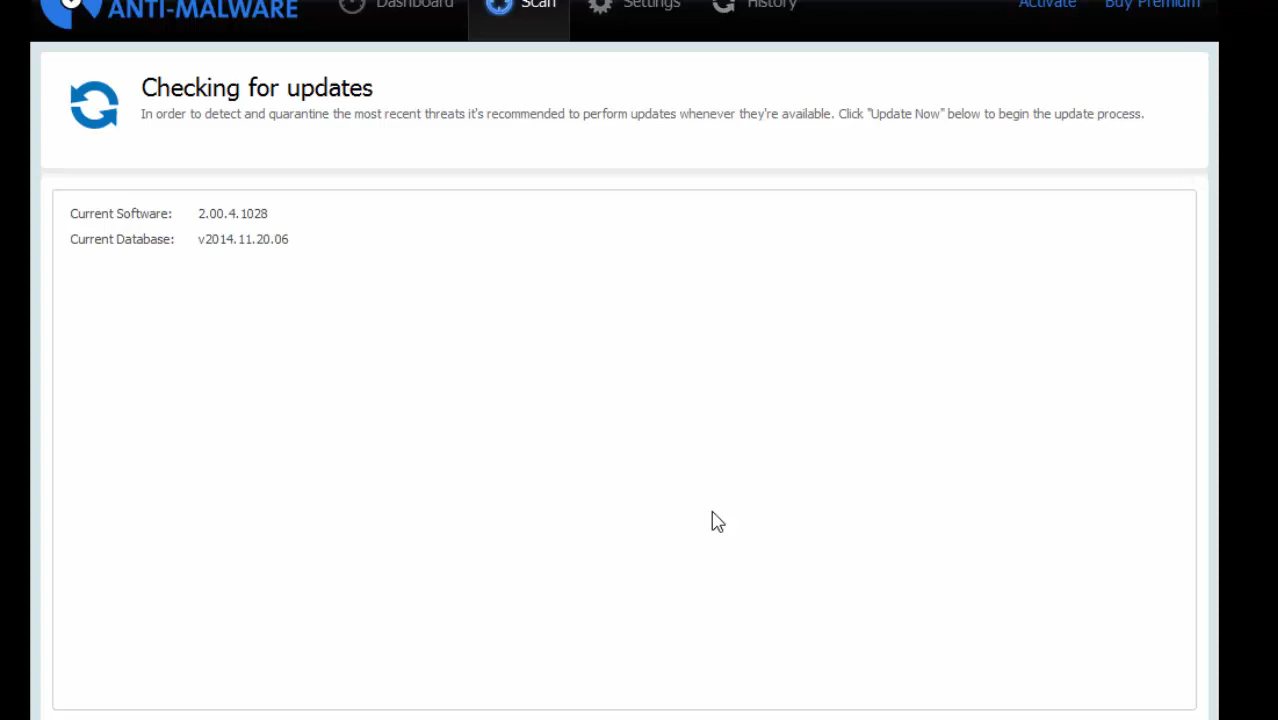 ANTI-MALWARE Dashboard Scan Settings History Activate Buy Premium
Checking for updates
In order to detect and quarantine the most recent threats it's recommended to perform updates whenever they're available. Click "Update Now" below to begin the update process.
Current Software: 2.00.4.1028
Current Database: v2014.11.20.06